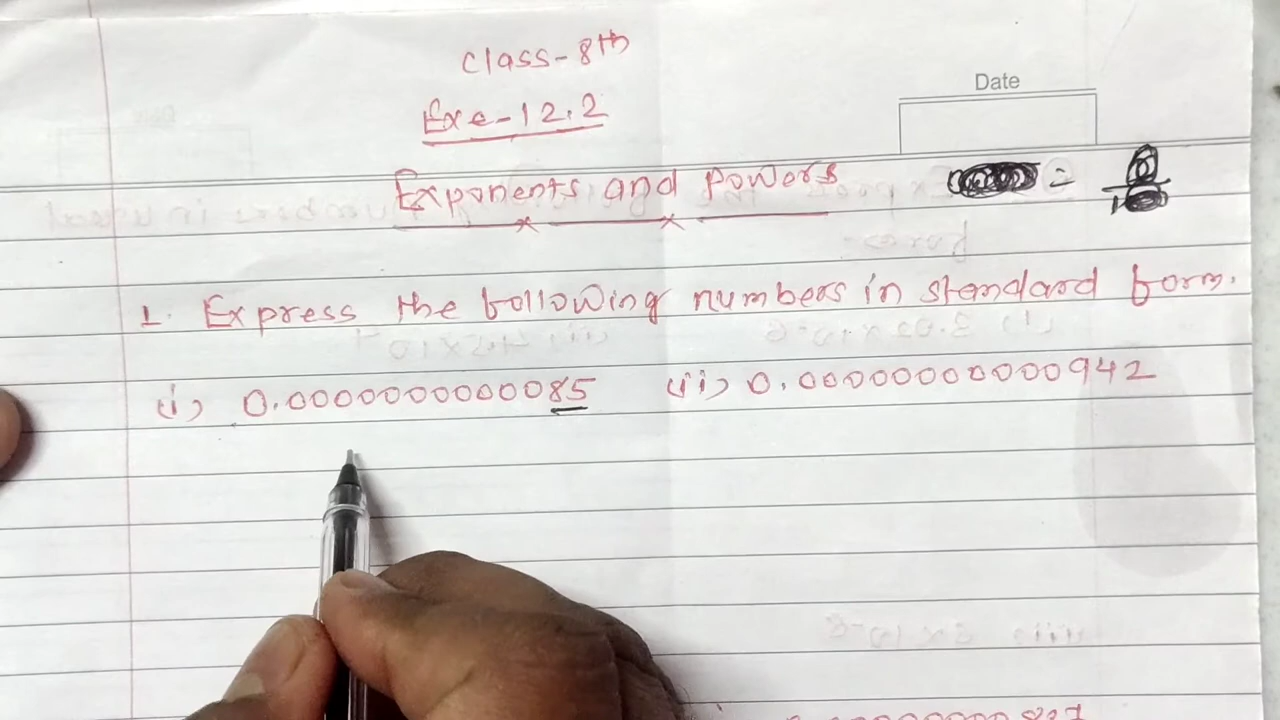 Class-8th
Exe-12.2
Date
Exponents and powers
=
1. Express the following numbers in standard form.
(i) 0.0000000000085 (ii) 0.00000000000942